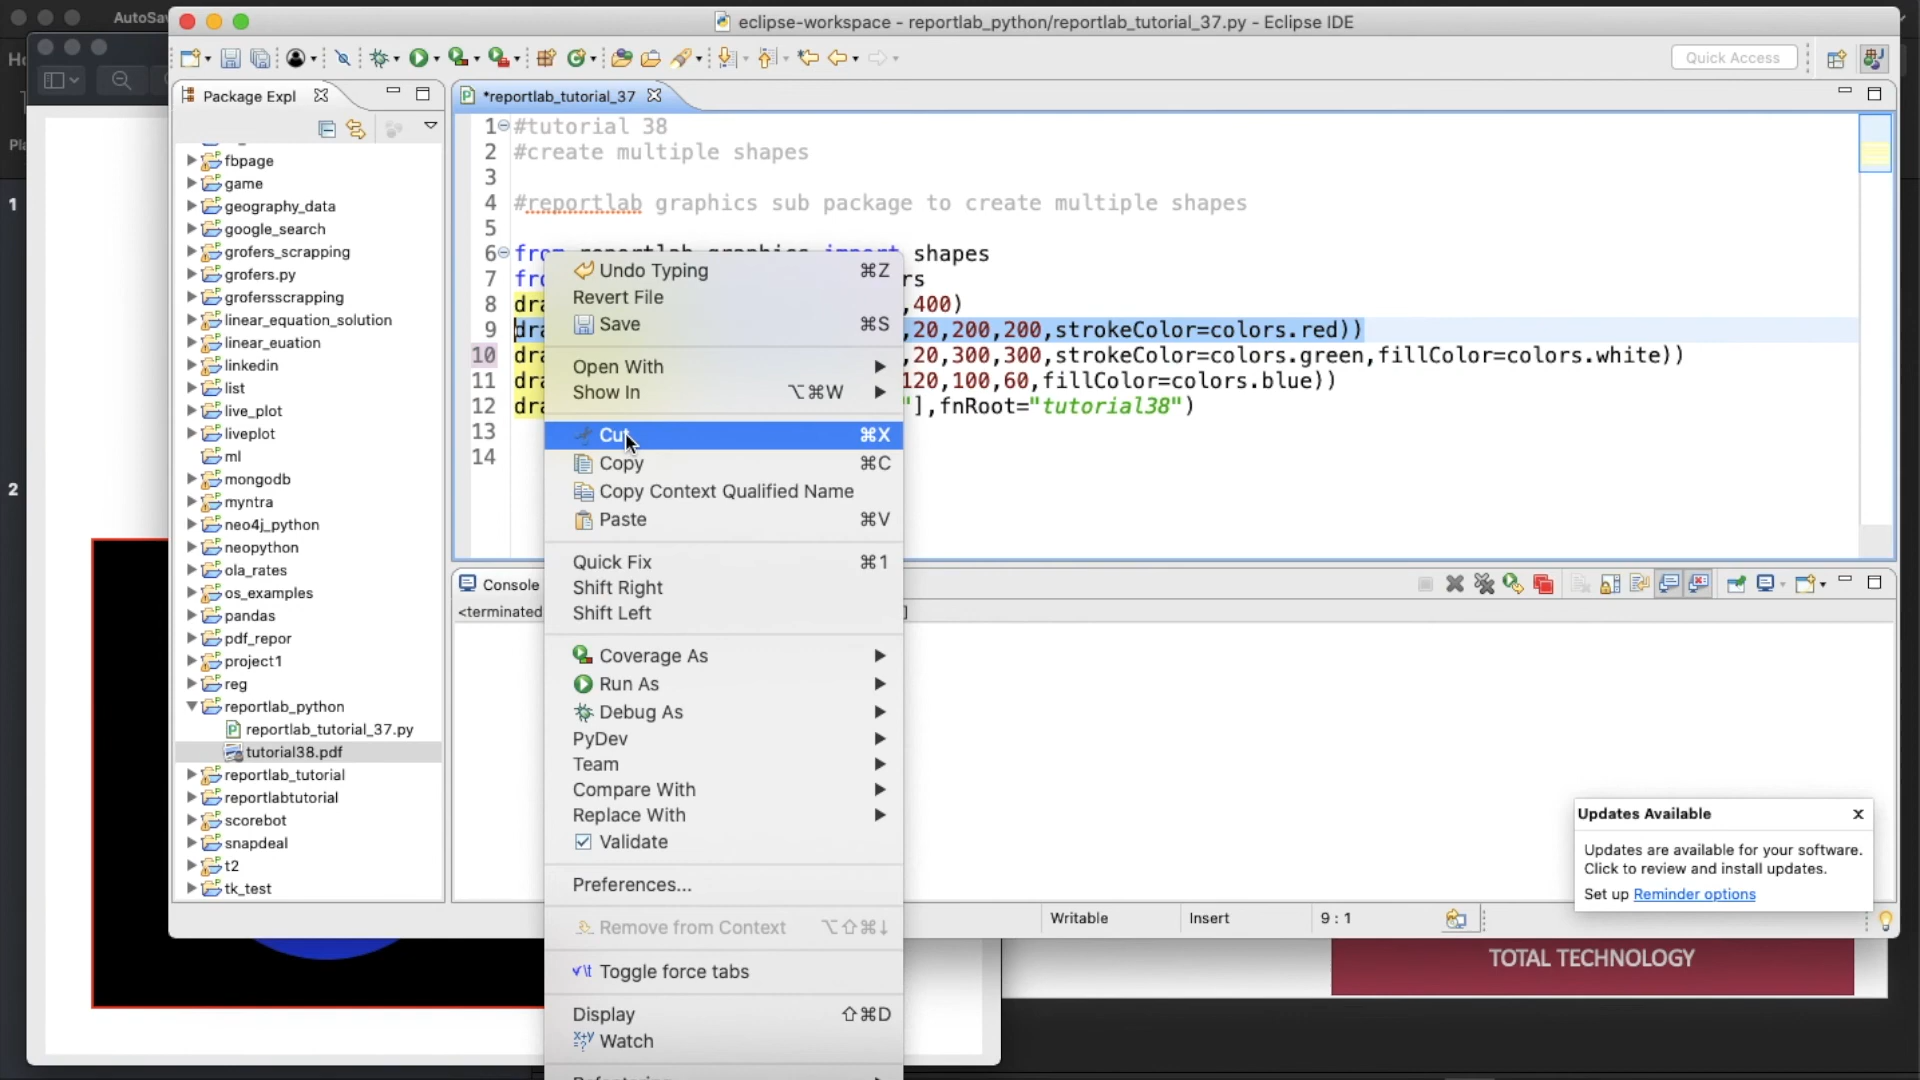 AutoSa
eclipse-workspace - reportlab_python/reportlab_tutorial_37.py - Eclipse IDE
Quick Access
Package Expl
*reportlab_tutorial_37
fbpage
game
geography_data
google_search
grofers_scrapping
grofers.py
grofersscrapping
linear_equation_solution
linear_euation
linkedin
list
live_plot
liveplot
ml
mongodb
myntra
neo4j_python
neopython
ola_rates
os_examples
pandas
pdf_repor
project1
reg
reportlab_python
reportlab_tutorial_37.py
tutorial38.pdf
reportlab_tutorial
reportlabtutorial
scorebot
snapdeal
t2
tk_test
1 #tutorial 38
2 #create multiple shapes
3
4 #reportlab graphics sub package to create multiple shapes
5
6 from reportlab.graphics import shapes
7 fro rs
8 dra ,400)
9 dra ,20,200,200,strokeColor=colors.red))
10 dra ,20,300,300,strokeColor=colors.green,fillColor=colors.white))
11 dra 120,100,60,fillColor=colors.blue))
12 dra "],fnRoot="tutorial38")
13
14
Undo Typing ⌘Z
Revert File
Save ⌘S
Open With
Show In ⌥⌘W
Cut ⌘X
Copy ⌘C
Copy Context Qualified Name
Paste ⌘V
Quick Fix ⌘1
Shift Right
Shift Left
Coverage As
Run As
Debug As
PyDev
Team
Compare With
Replace With
Validate
Preferences...
Remove from Context ⌥⇧⌘↓
Toggle force tabs
Display ⇧⌘D
Watch
Console
<terminated ]
Updates Available x
Updates are available for your software.
Click to review and install updates.
Set up Reminder options
Writable
Insert
9 : 1
TOTAL TECHNOLOGY
1
2